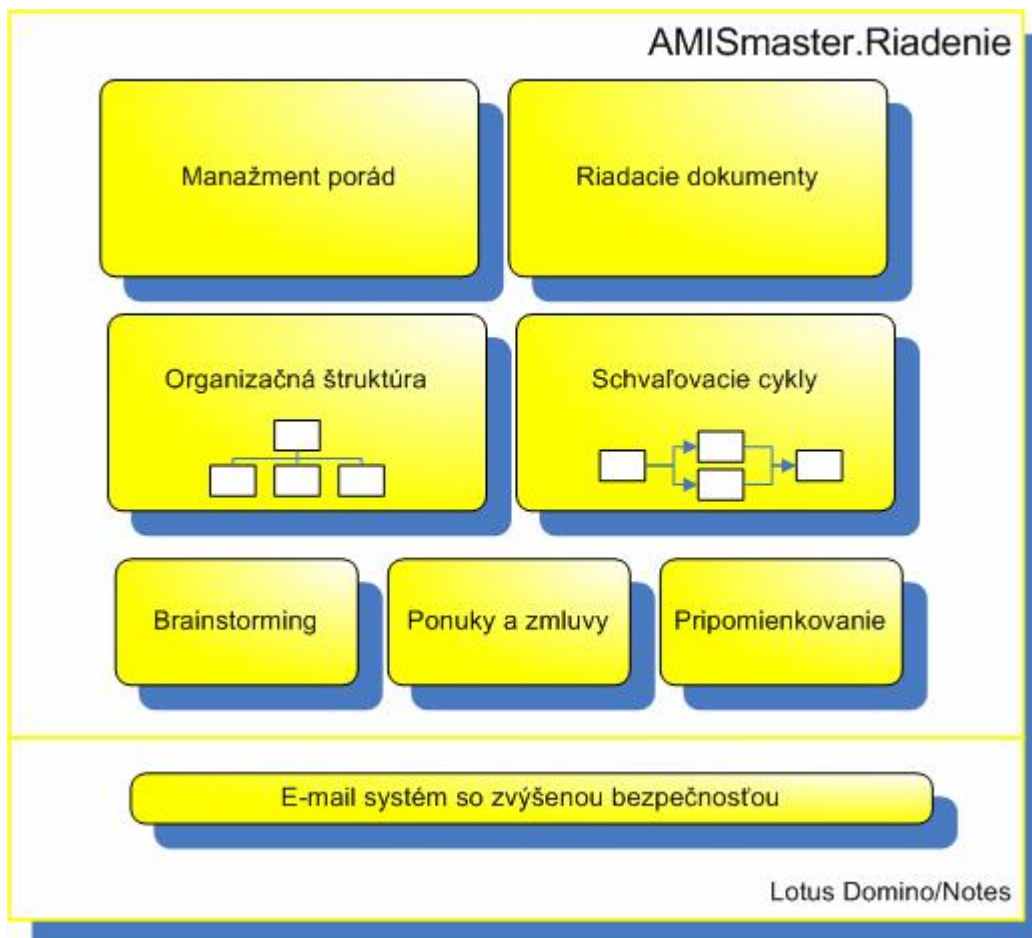 AMISmaster.Riadenie
Manažment porád
Riadacie dokumenty
Organizačná štruktúra
Schvaľovacie cykly
Brainstorming
Ponuky a zmluvy
Pripomienkovanie
E-mail systém so zvýšenou bezpečnosťou
Lotus Domino/Notes